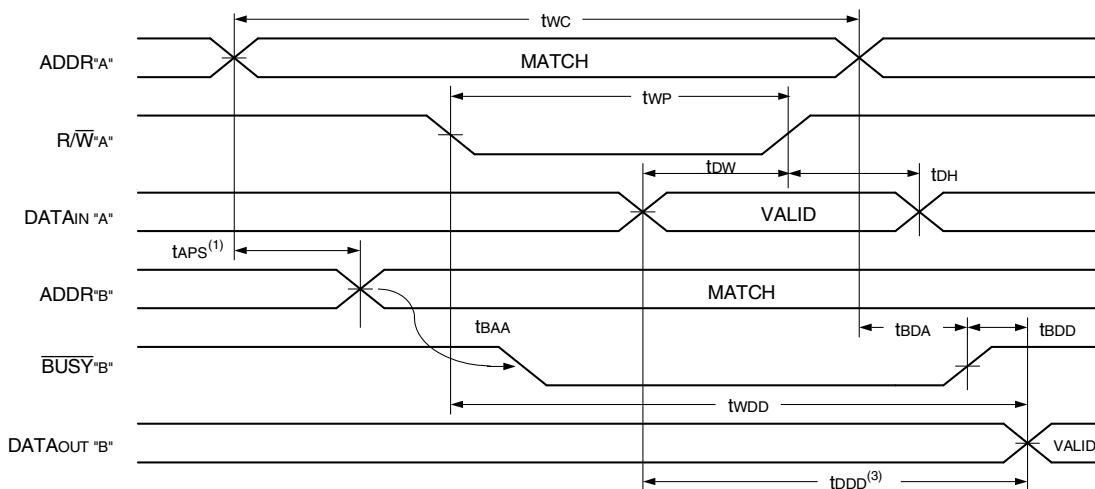 tWC
ADDR"A"
MATCH
tWP
R/W̅"A"
tDW
tDH
DATAIN "A"
VALID
tAPS(1)
ADDR"B"
MATCH
tBAA
tBDA
tBDD
B̅U̅S̅Y̅"B"
tWDD
DATAOUT "B"
VALID
tDDD(3)